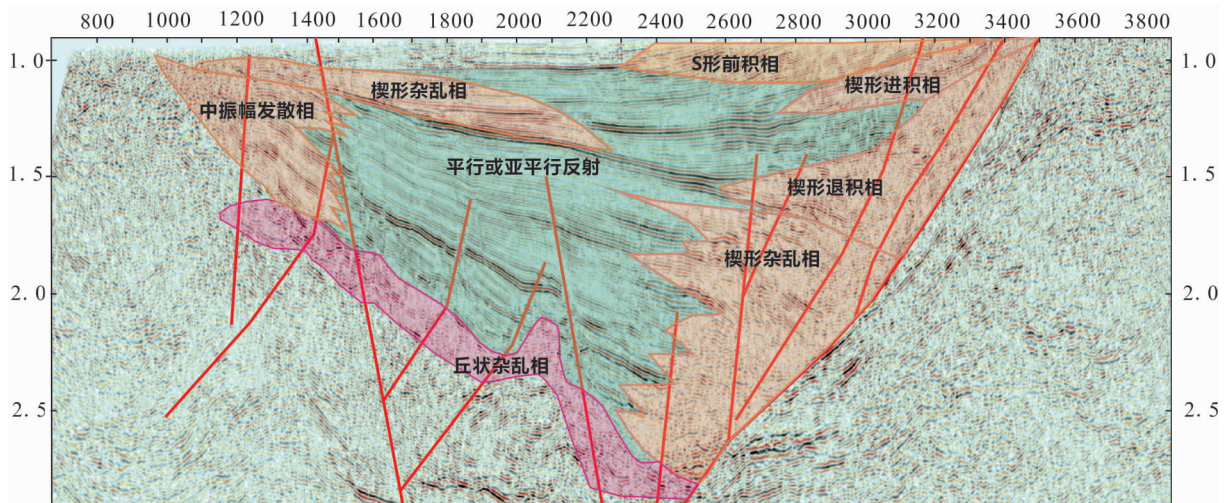 800 1000 1200 1400 1600 1800 2000 2200 2400 2600 2800 3000 3200 3400 3600 3800
1. 0 1. 0
S形前积相
楔形杂乱相 楔形进积相
中振幅发散相
平行或亚平行反射
1. 5 1. 5
楔形退积相
楔形杂乱相
2. 0 2. 0
丘状杂乱相
2. 5 2. 5